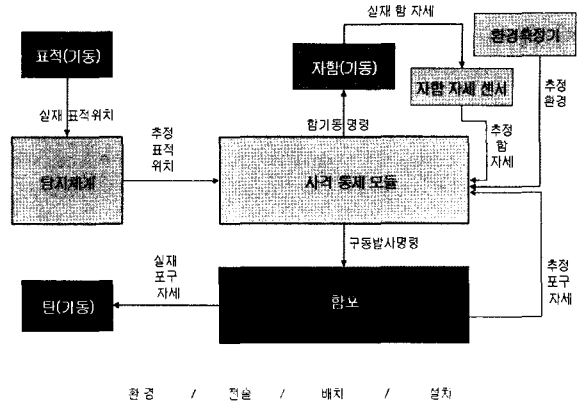 실재 함 자세
표적(기동)
자함(기동)
환경측정기
자함 자세 센서
실재 표적위치
추정
표적
위치
함기동명령
추정
함
자세
추정
환경
탐지체계
사격 통제 모듈
구동발사명령
실재
포구
자세
추정
포구
자세
탄(기동)
함포
환경 / 전술 / 배치 / 설치